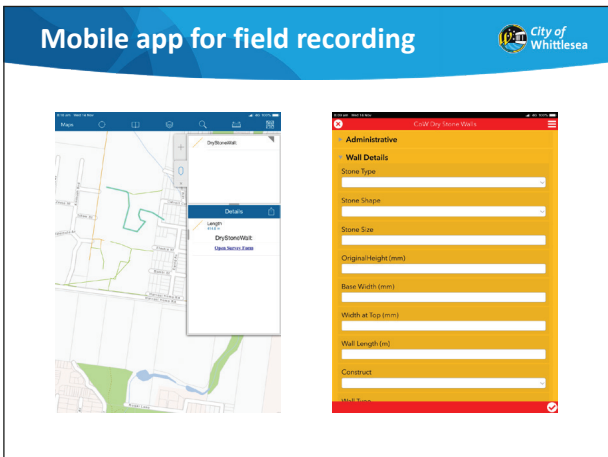 Mobile app for field recording
City of
Whittlesea
Maps
DryStoneWall
Details
Length
DryStoneWall:
Open Survey Form
CoW Dry Stone Walls
Administrative
Wall Details
Stone Type
Stone Shape
Stone Size
OriginalHeight (mm)
Base Width (mm)
Width at Top (mm)
Wall Length (m)
Construct
Wall Type